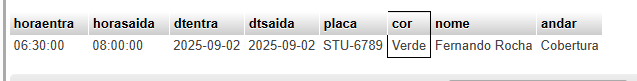 horaentra horasaida dtentra dtsaida placa cor nome andar
06:30:00 08:00:00 2025-09-02 2025-09-02 STU-6789 Verde Fernando Rocha Cobertura